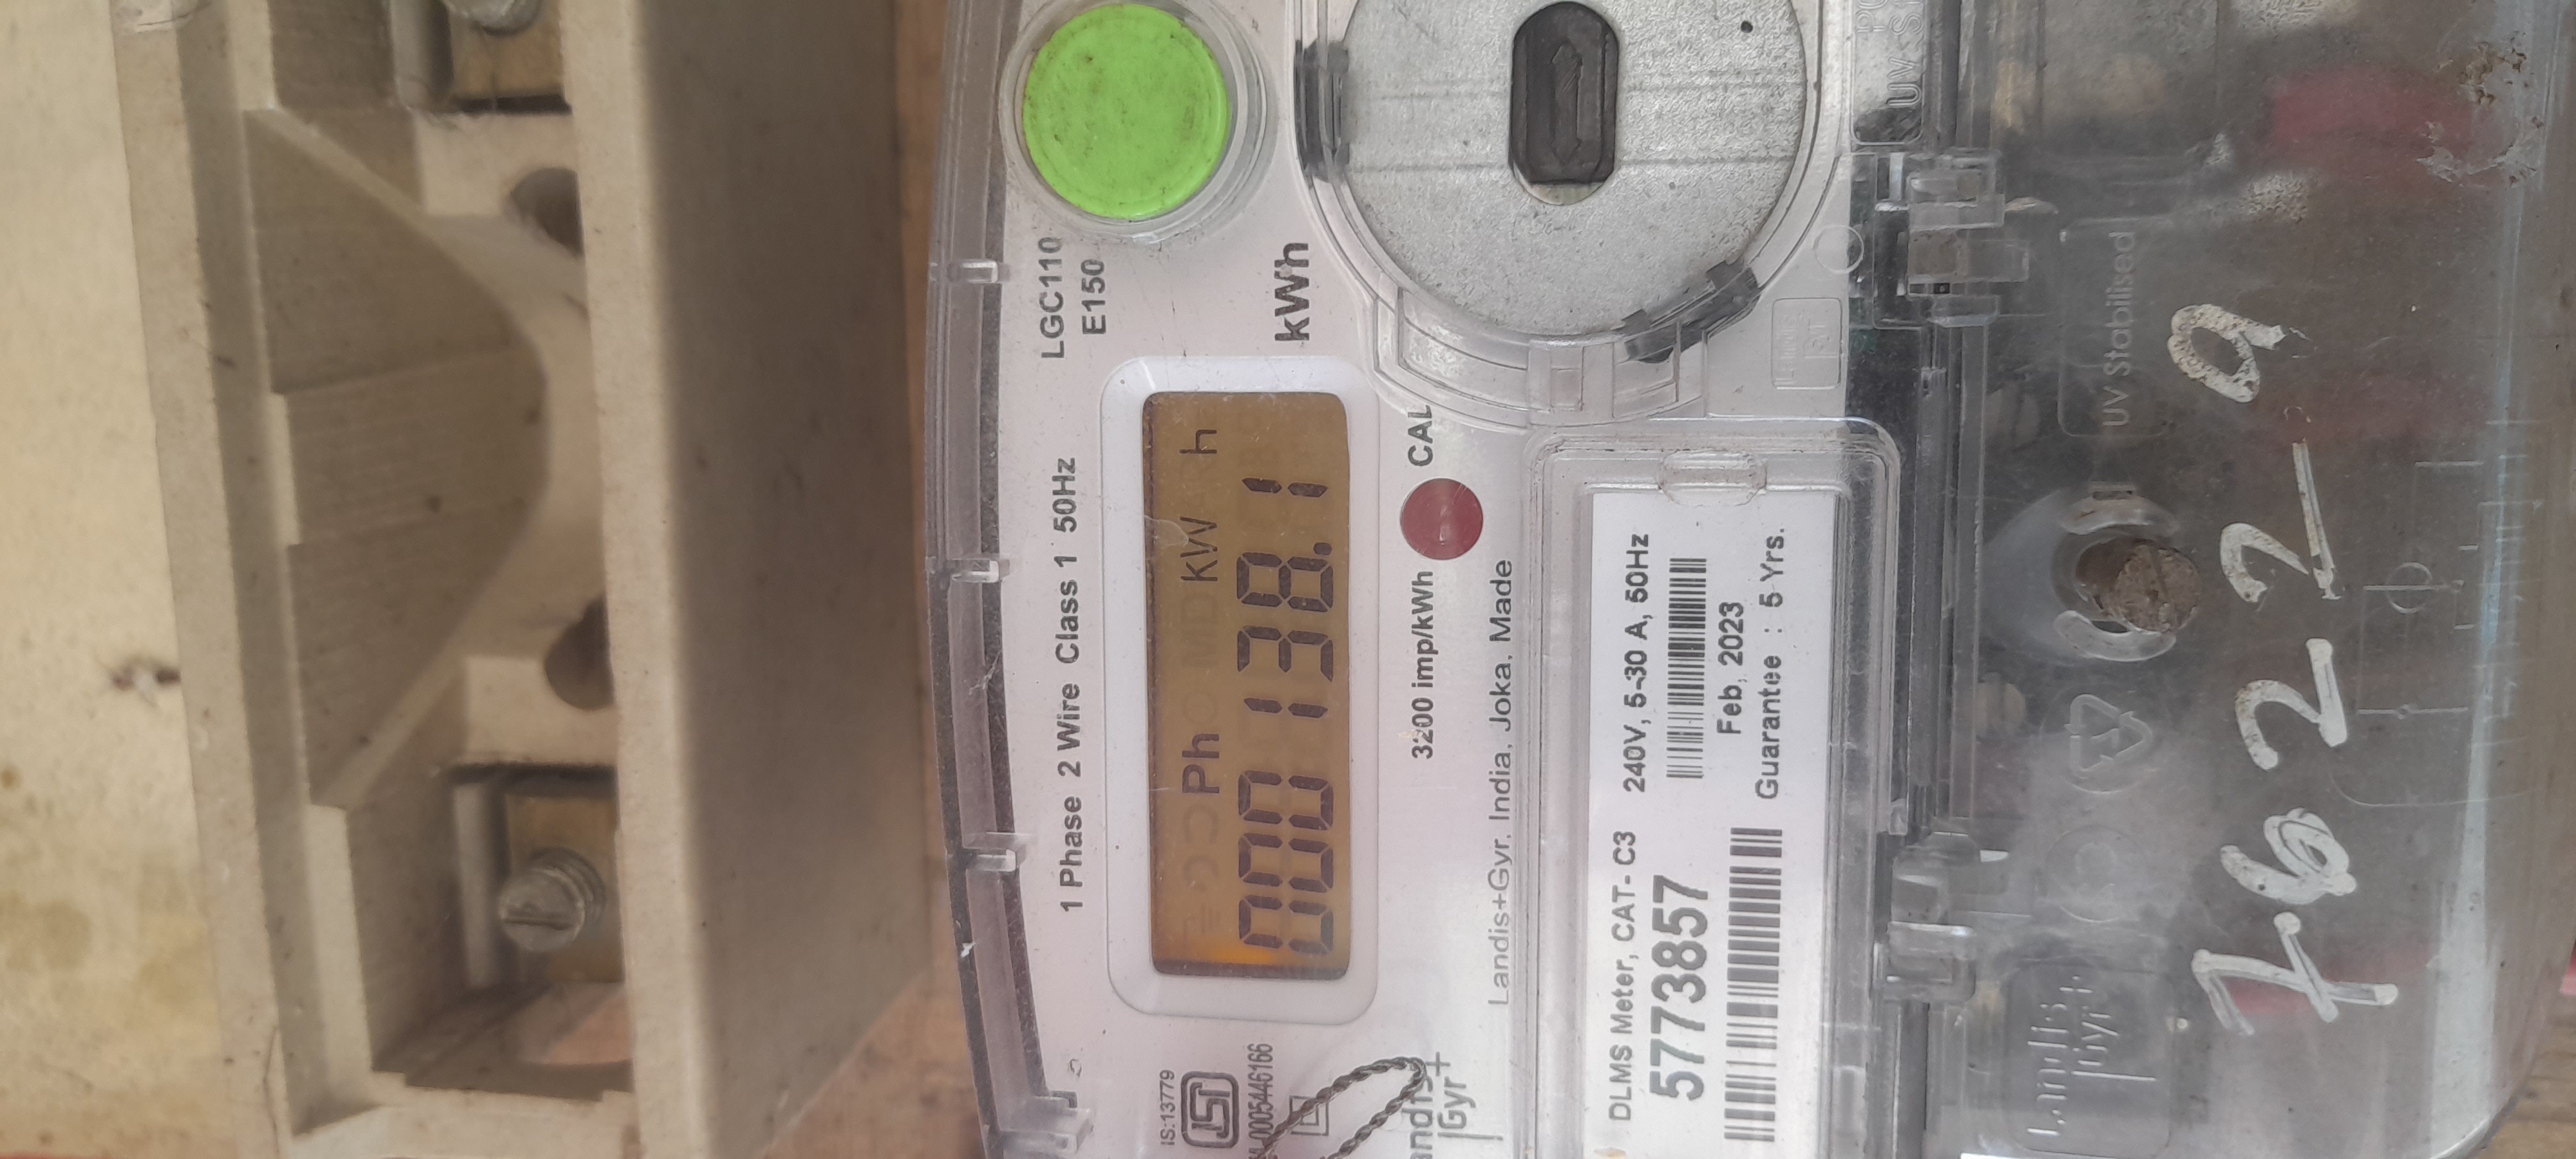 LGC110
E150
1 Phase 2 Wire Class 1 50Hz
Ph kW h
000138.1
kWh
3200 imp/kWh CAL
Landis+Gyr, India, Joka, Made
IS:13779
ISI
DLMS Meter, CAT- C3 240V, 5-30 A, 50Hz
5773857
Feb. 2023
Guarantee : 5 Yrs.
UV Stabilised
Landis
Gyr+
7622-9